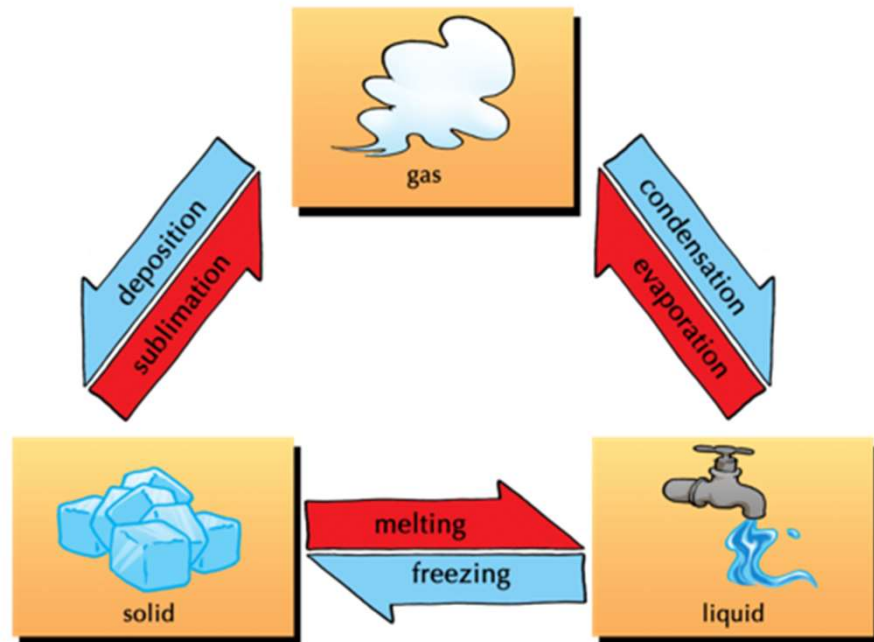 gas
deposition
sublimation
condensation
evaporation
melting
freezing
solid
liquid